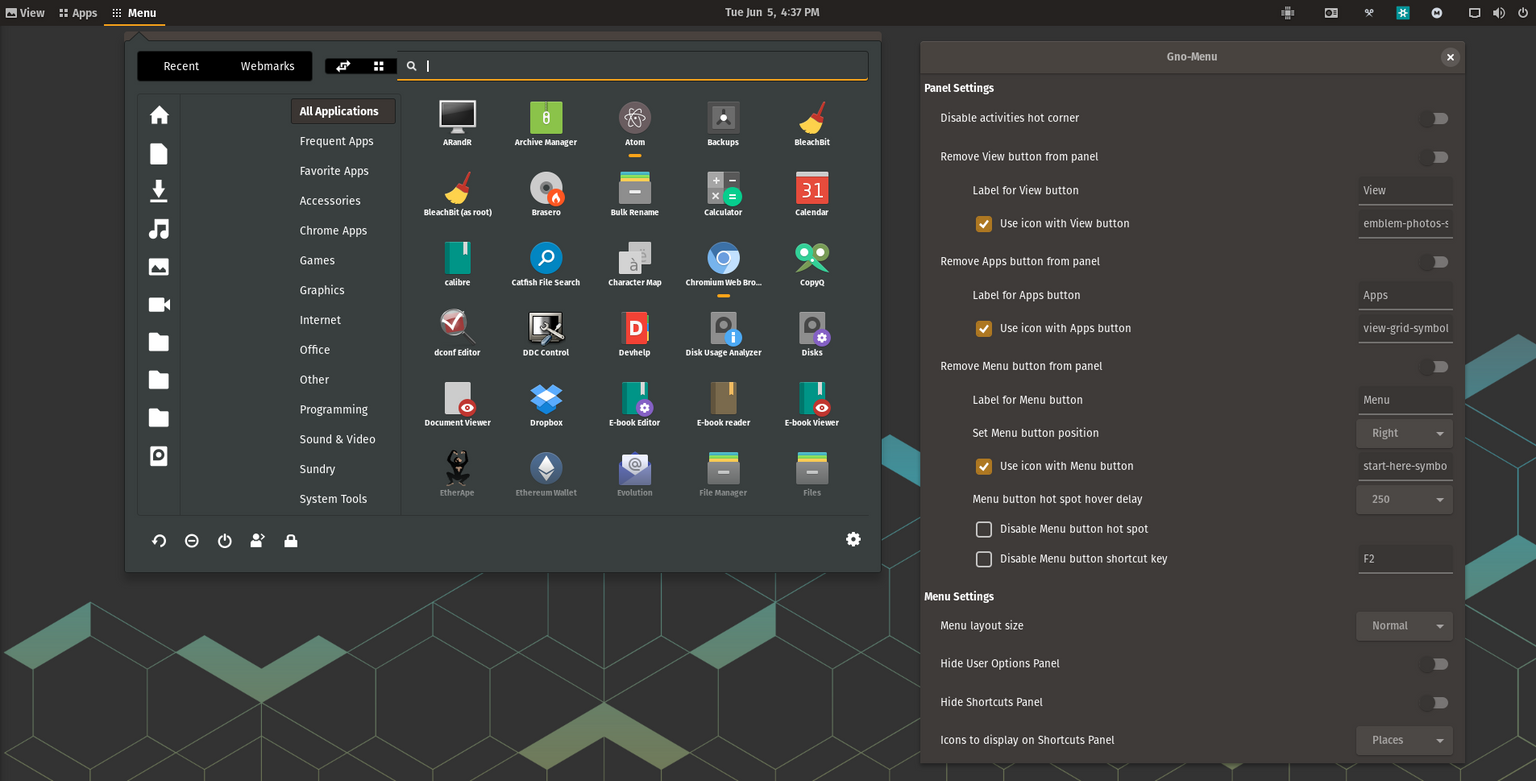 View Apps Menu Tue Jun 5, 4:37 PM
Recent Webmarks
All Applications
Frequent Apps
Favorite Apps
Accessories
Chrome Apps
Games
Graphics
Internet
Office
Other
Programming
Sound & Video
Sundry
System Tools
ARandR Archive Manager Atom Backups BleachBit
31
BleachBit (as root) Brasero Bulk Rename Calculator Calendar
calibre Catfish File Search Character Map Chromium Web Bro... CopyQ
dconf Editor DDC Control Devhelp Disk Usage Analyzer Disks
Document Viewer Dropbox E-book Editor E-book reader E-book Viewer
EtherApe Ethereum Wallet Evolution File Manager Files
Gno-Menu
Panel Settings
Disable activities hot corner
Remove View button from panel
Label for View button View
Use icon with View button emblem-photos-s
Remove Apps button from panel
Label for Apps button Apps
Use icon with Apps button view-grid-symbol
Remove Menu button from panel
Label for Menu button Menu
Set Menu button position Right
Use icon with Menu button start-here-symbo
Menu button hot spot hover delay 250
Disable Menu button hot spot
Disable Menu button shortcut key F2
Menu Settings
Menu layout size Normal
Hide User Options Panel
Hide Shortcuts Panel
Icons to display on Shortcuts Panel Places